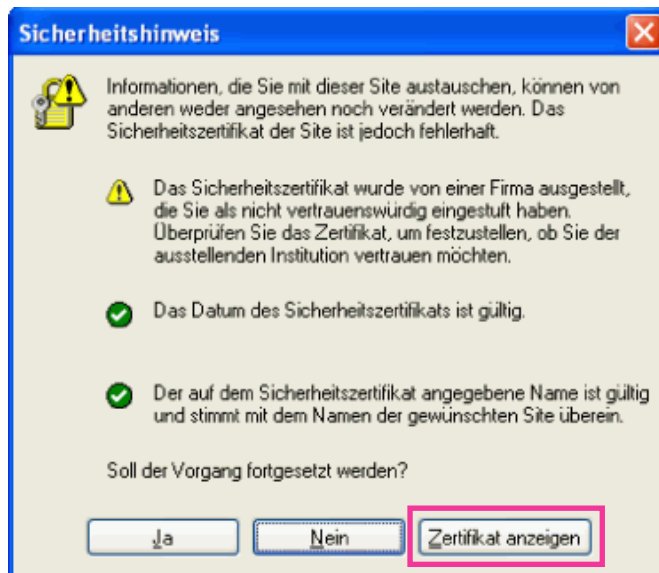 Sicherheitshinweis
Informationen, die Sie mit dieser Site austauschen, können von
anderen weder angesehen noch verändert werden. Das
Sicherheitszertifikat der Site ist jedoch fehlerhaft.
Das Sicherheitszertifikat wurde von einer Firma ausgestellt,
die Sie als nicht vertrauenswürdig eingestuft haben.
Überprüfen Sie das Zertifikat, um festzustellen, ob Sie der
ausstellenden Institution vertrauen möchten.
Das Datum des Sicherheitszertifikats ist gültig.
Der auf dem Sicherheitszertifikat angegebene Name ist gültig
und stimmt mit dem Namen der gewünschten Site überein.
Soll der Vorgang fortgesetzt werden?
Ja Nein Zertifikat anzeigen